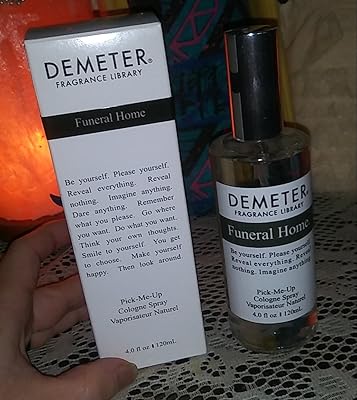 DEMETER®
FRAGRANCE LIBRARY
Funeral Home
Be yourself. Please yourself.
Reveal everything. Reveal
nothing. Imagine anything.
Dare anything. Remember
what you please. Go where
you want. Do what you want.
Think your own thoughts.
Smile to yourself. You get
to choose. Make yourself
happy. Then look around
Pick-Me-Up
Cologne Spray
Vaporisateur Naturel
4.0 fl oz 120mL
DEMETER®
FRAGRANCE LIBRARY
Funeral Home
Be yourself. Please yourself
Reveal everything. Reve
nothing. Imagine anything
Pick-Me-Up
Cologne Spray
Vaporisateur Naturel
4.0 fl oz 120mL